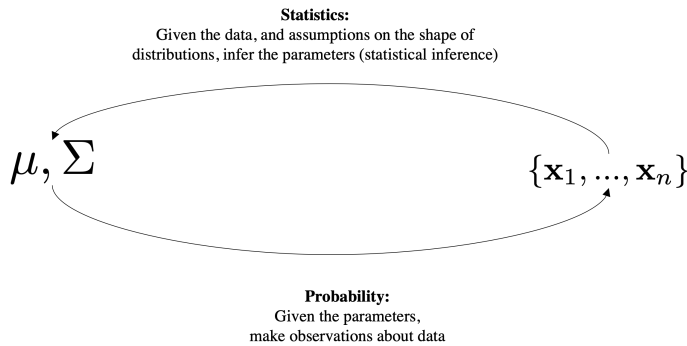 Statistics:
Given the data, and assumptions on the shape of
distributions, infer the parameters (statistical inference)
μ, Σ
{x₁, ..., xₙ}
Probability:
Given the parameters,
make observations about data